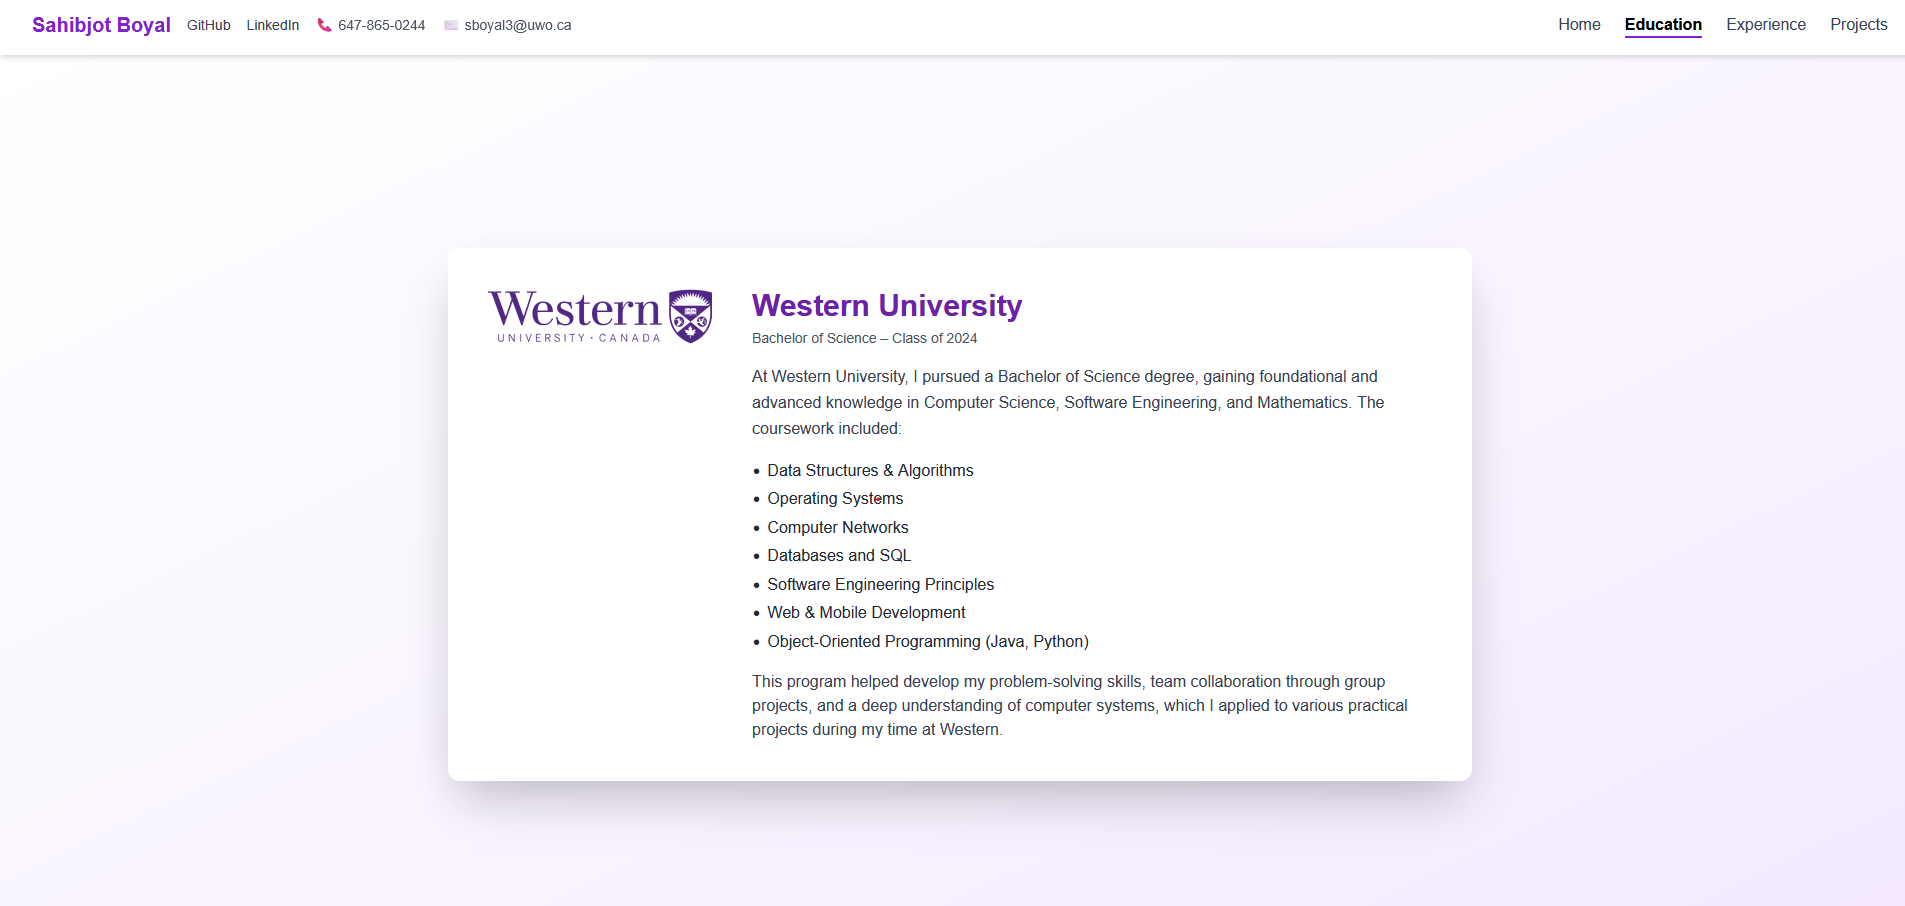 Sahibjot Boyal GitHub LinkedIn 647-865-0244 sboyal3@uwo.ca Home Education Experience Projects
Western
UNIVERSITY · CANADA
Western University
Bachelor of Science – Class of 2024
At Western University, I pursued a Bachelor of Science degree, gaining foundational and
advanced knowledge in Computer Science, Software Engineering, and Mathematics. The
coursework included:
• Data Structures & Algorithms
• Operating Systems
• Computer Networks
• Databases and SQL
• Software Engineering Principles
• Web & Mobile Development
• Object-Oriented Programming (Java, Python)
This program helped develop my problem-solving skills, team collaboration through group
projects, and a deep understanding of computer systems, which I applied to various practical
projects during my time at Western.